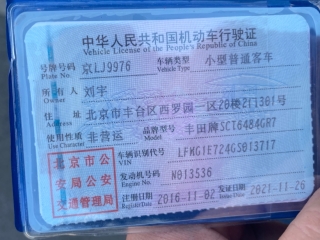 中华人民共和国机动车行驶证
Vehicle License of the People's Republic of China
号牌号码 京LJ9976 车辆类型 小型普通客车
Plate No. Vehicle Type
所有人 刘宇
Owner
住址 北京市丰台区西罗园一区20楼2门301号
Address
使用性质 非营运 品牌型号 丰田牌SCT6484GR7
Use Character Model
北京市公安局公安交通管理局
车辆识别代号 LFKG1E724GS013717
VIN
发动机号码 N013536
Engine No.
注册日期 2016-11-02 发证日期 2021-11-26
Register Date Issue Date